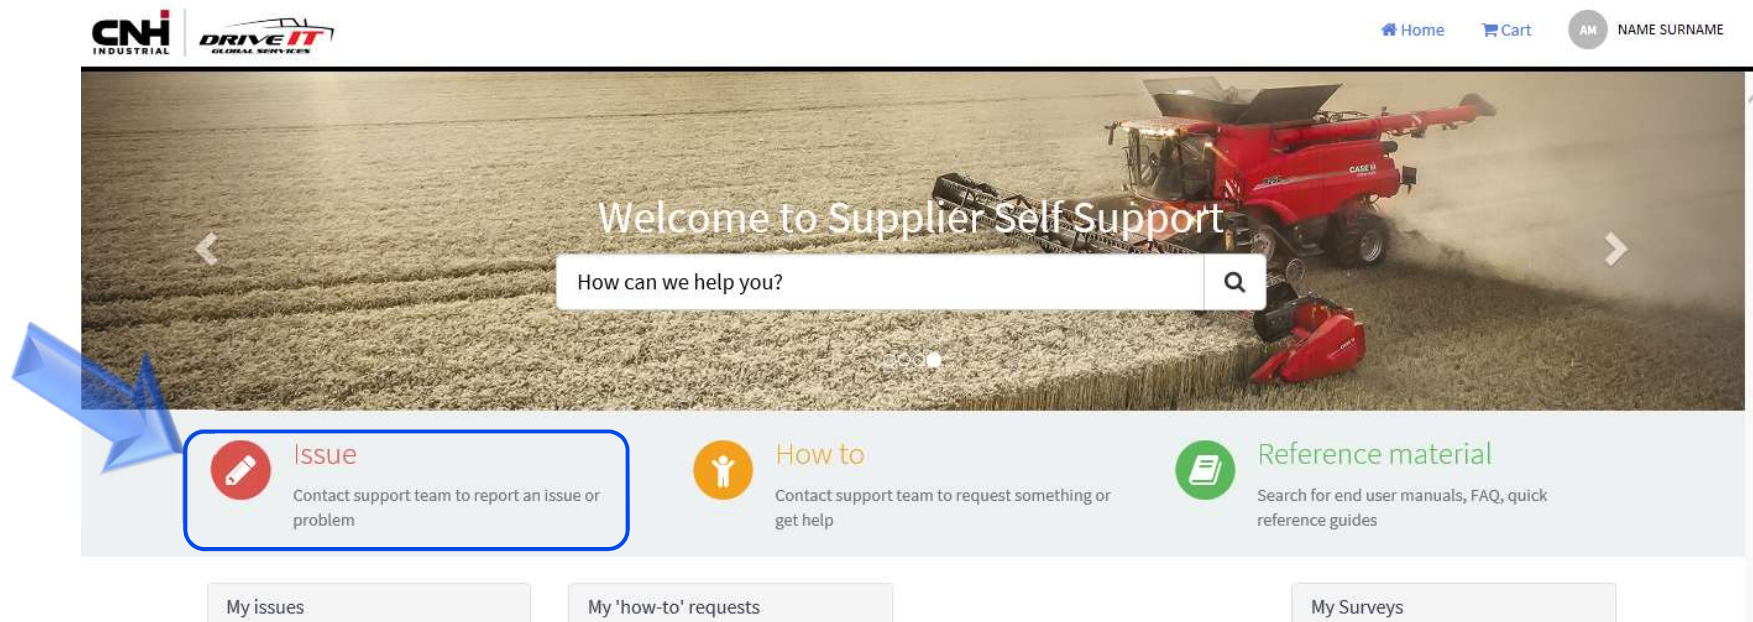 CNH
INDUSTRIAL
DRIVE IT
GLOBAL SERVICES
Home
Cart
AM
NAME SURNAME
CASE IH
Welcome to Supplier Self Support
How can we help you?
Issue
Contact support team to report an issue or
problem
How to
Contact support team to request something or
get help
Reference material
Search for end user manuals, FAQ, quick
reference guides
My issues
My 'how-to' requests
My Surveys